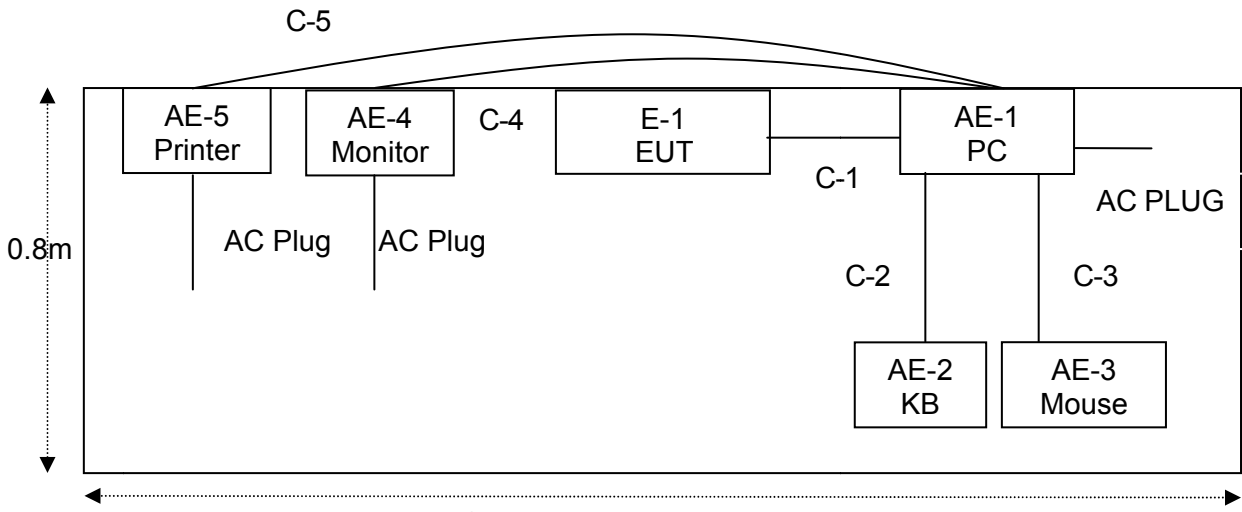 C-5
AE-5
Printer
AE-4
Monitor
C-4
E-1
EUT
AE-1
PC
C-1
AC PLUG
0.8m
AC Plug
AC Plug
C-2
C-3
AE-2
KB
AE-3
Mouse